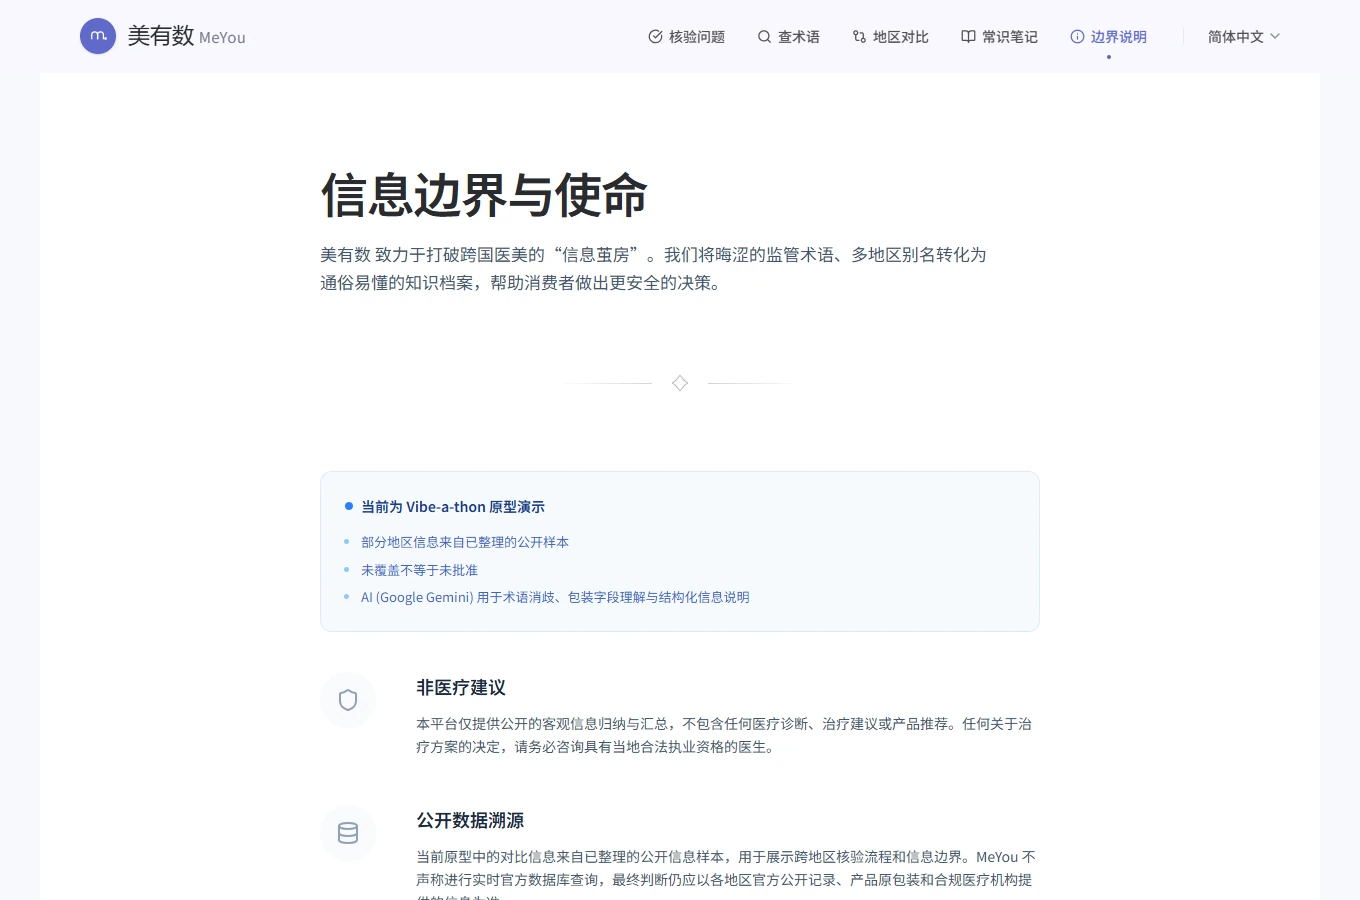 美有数 MeYou
核验问题
查术语
地区对比
常识笔记
边界说明
简体中文
信息边界与使命
美有数 致力于打破跨国医美的“信息茧房”。我们将晦涩的监管术语、多地区别名转化为
通俗易懂的知识档案，帮助消费者做出更安全的决策。
当前为 Vibe-a-thon 原型演示
部分地区信息来自已整理的公开样本
未覆盖不等于未批准
AI (Google Gemini) 用于术语消歧、包装字段理解与结构化信息说明
非医疗建议
本平台仅提供公开的客观信息归纳与汇总，不包含任何医疗诊断、治疗建议或产品推荐。任何关于治
疗方案的决定，请务必咨询具有当地合法执业资格的医生。
公开数据溯源
当前原型中的对比信息来自已整理的公开信息样本，用于展示跨地区核验流程和信息边界。MeYou 不
声称进行实时官方数据库查询，最终判断仍应以各地区官方公开记录、产品原包装和合规医疗机构提